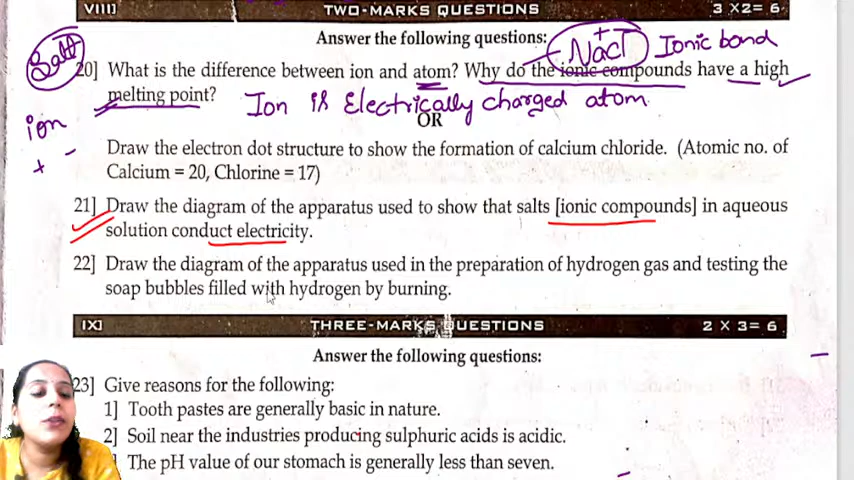 VIII] TWO-MARKS QUESTIONS 3 X2= 6
Answer the following questions: NaCl Ionic bond
+ -
Salt
20] What is the difference between ion and atom? Why do the ionic compounds have a high
melting point? Ion is Electrically charged atom
ion
OR
+ -
Draw the electron dot structure to show the formation of calcium chloride. (Atomic no. of
Calcium = 20, Chlorine = 17)
21] Draw the diagram of the apparatus used to show that salts [ionic compounds] in aqueous
solution conduct electricity.
22] Draw the diagram of the apparatus used in the preparation of hydrogen gas and testing the
soap bubbles filled with hydrogen by burning.
IX] THREE-MARKS QUESTIONS 2 X 3= 6
Answer the following questions:
23] Give reasons for the following:
1] Tooth pastes are generally basic in nature.
2] Soil near the industries producing sulphuric acids is acidic.
] The pH value of our stomach is generally less than seven.